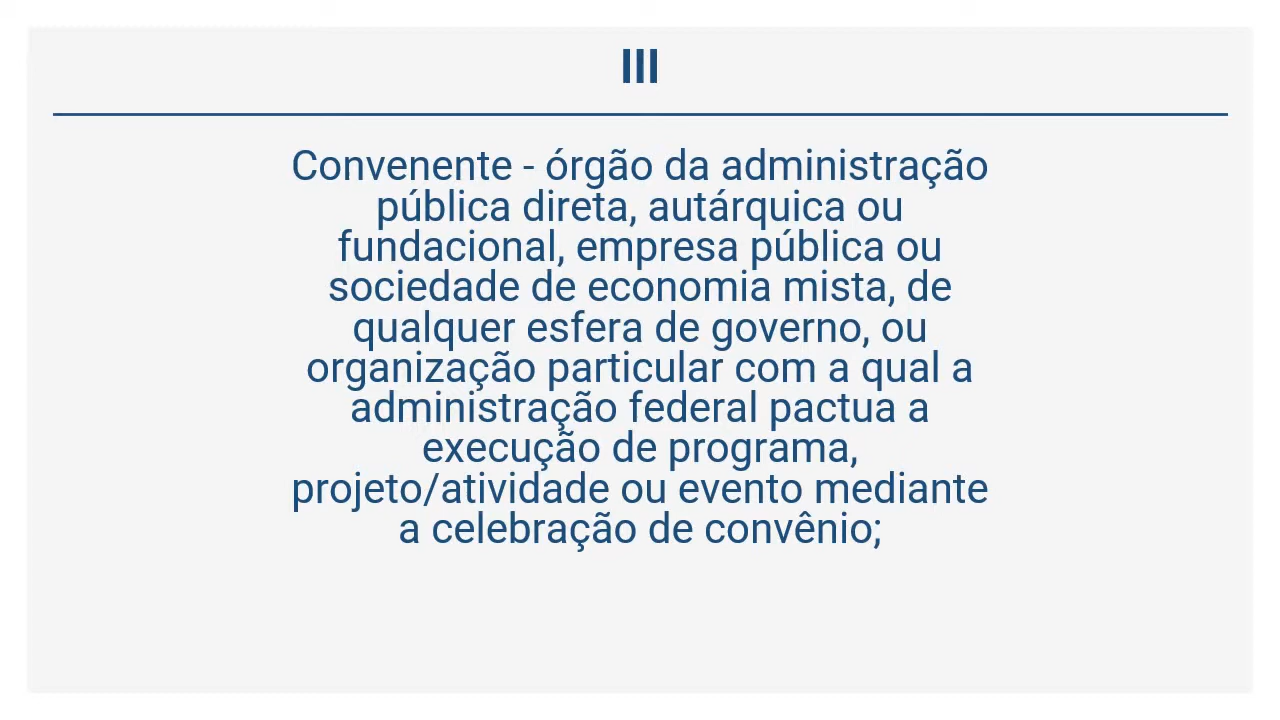 III
Convenente - órgão da administração
pública direta, autárquica ou
fundacional, empresa pública ou
sociedade de economia mista, de
qualquer esfera de governo, ou
organização particular com a qual a
administração federal pactua a
execução de programa,
projeto/atividade ou evento mediante
a celebração de convênio;